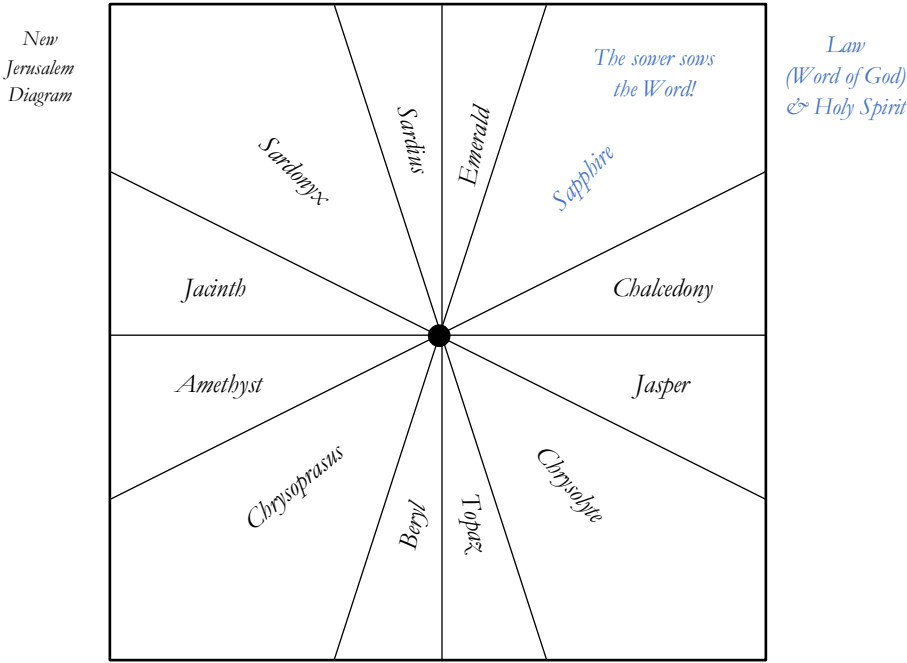 New
Jerusalem
Diagram
The sower sows
the Word!
Law
(Word of God)
& Holy Spirit
Sardonyx
Sardius
Emerald
Sapphire
Jacinth
Chalcedony
Amethyst
Jasper
Chrysoprasus
Beryl
Topaz
Chrysolyte